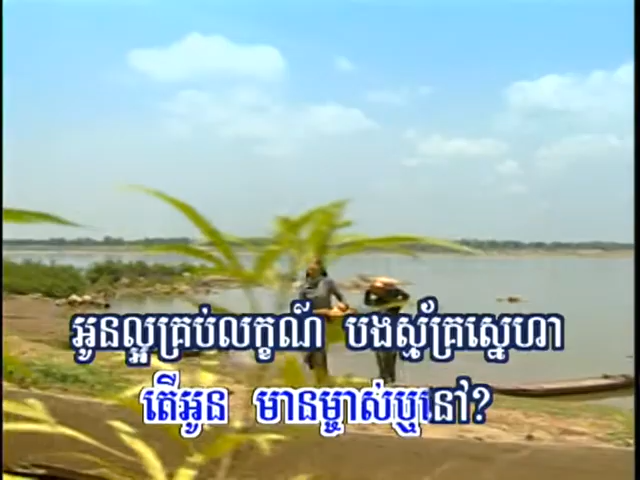 អូនល្អគ្រប់លក្ខណ៍ បងស្ម័គ្រស្នេហា
តើអូន មានម្ចាស់ឬនៅ?